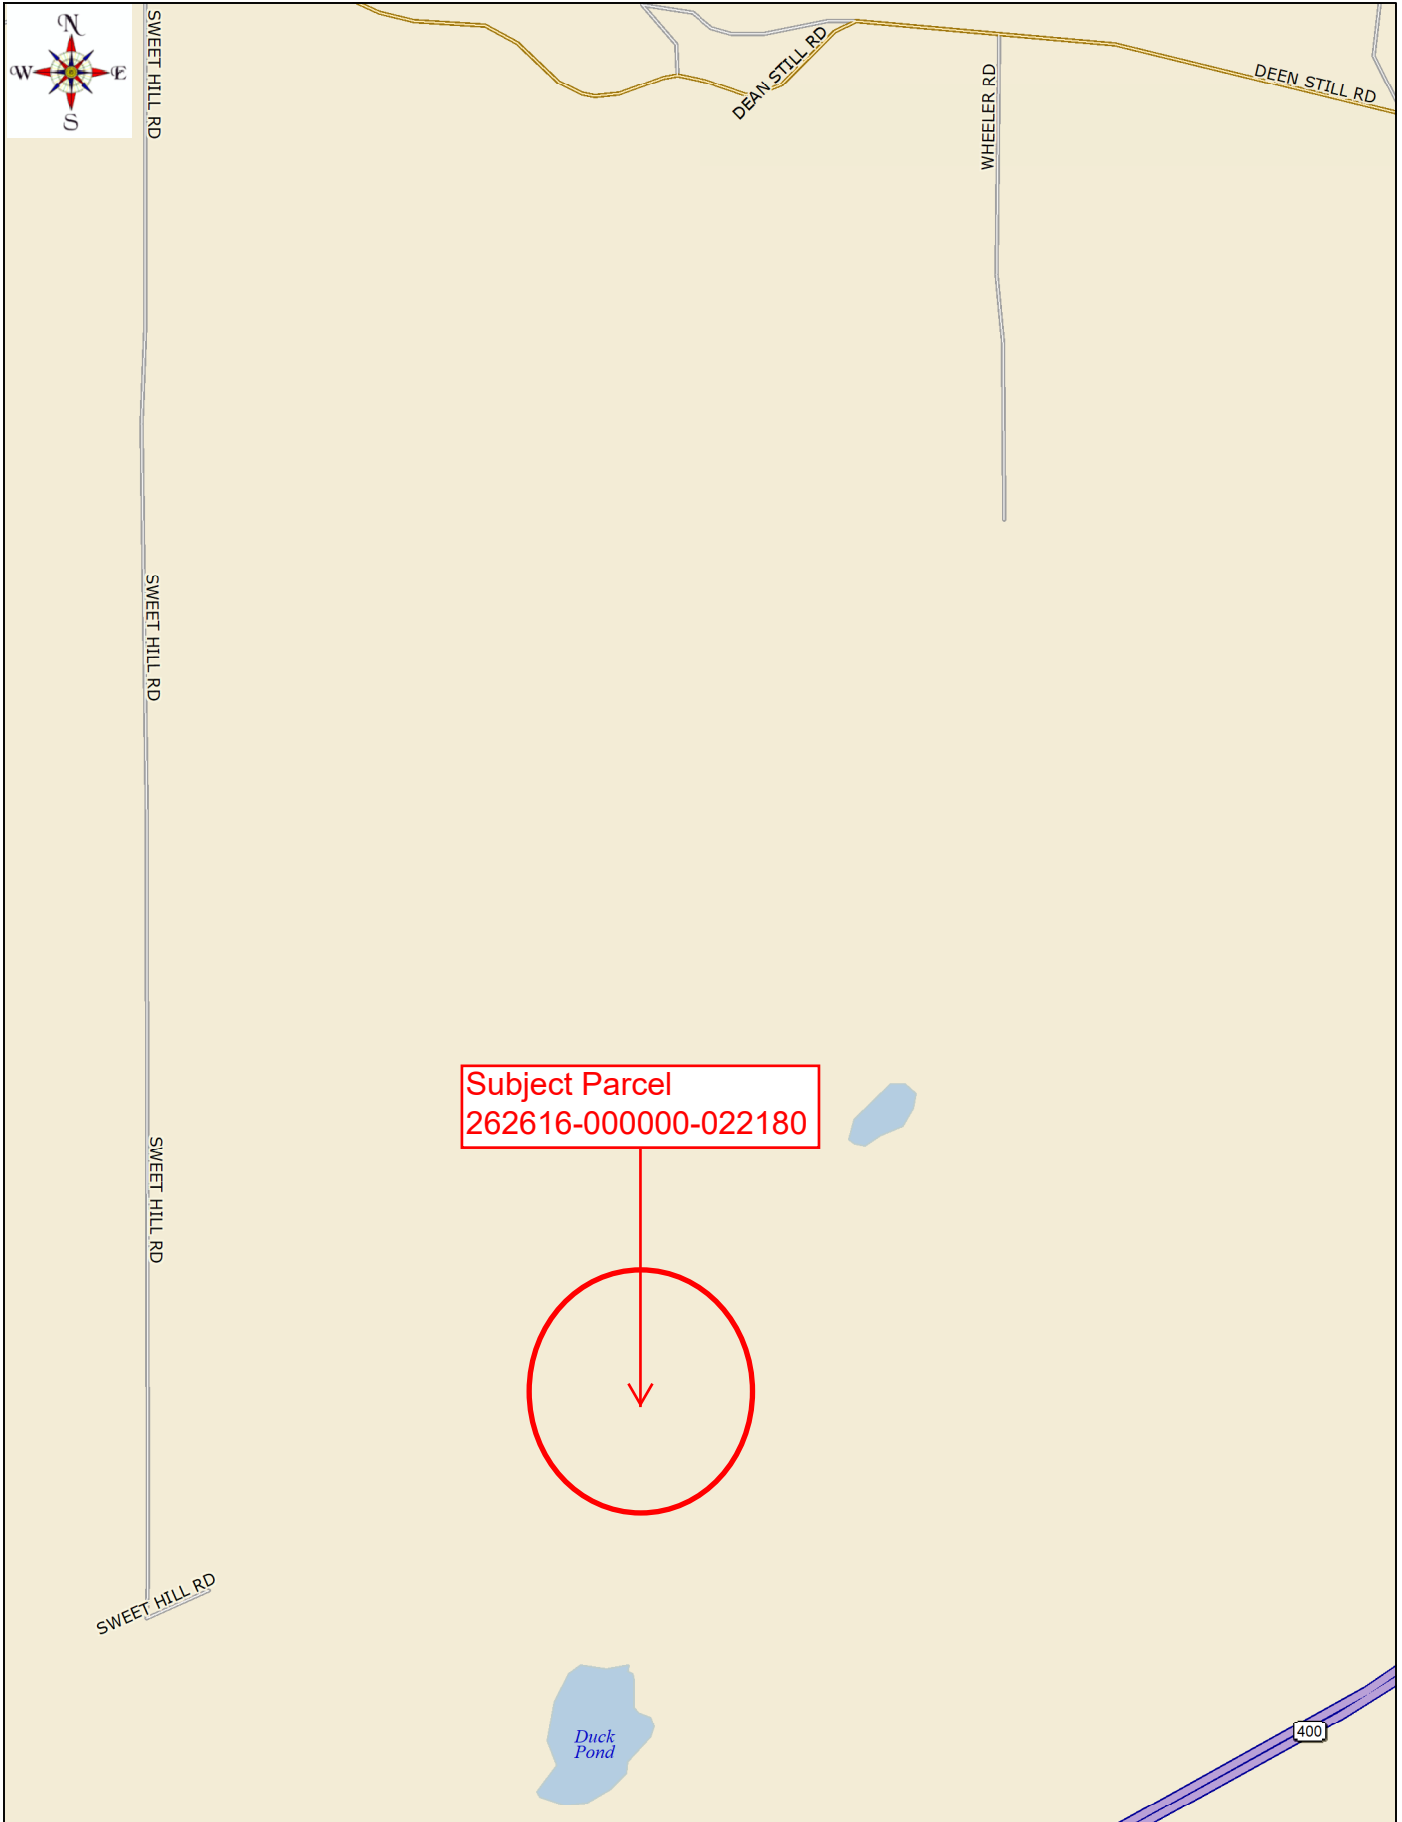 N
W E
S
SWEET HILL RD
DEAN STILL RD
WHEELER RD
DEEN STILL RD
SWEET HILL RD
Subject Parcel
262616-000000-022180
SWEET HILL RD
SWEET HILL RD
Duck
Pond
400